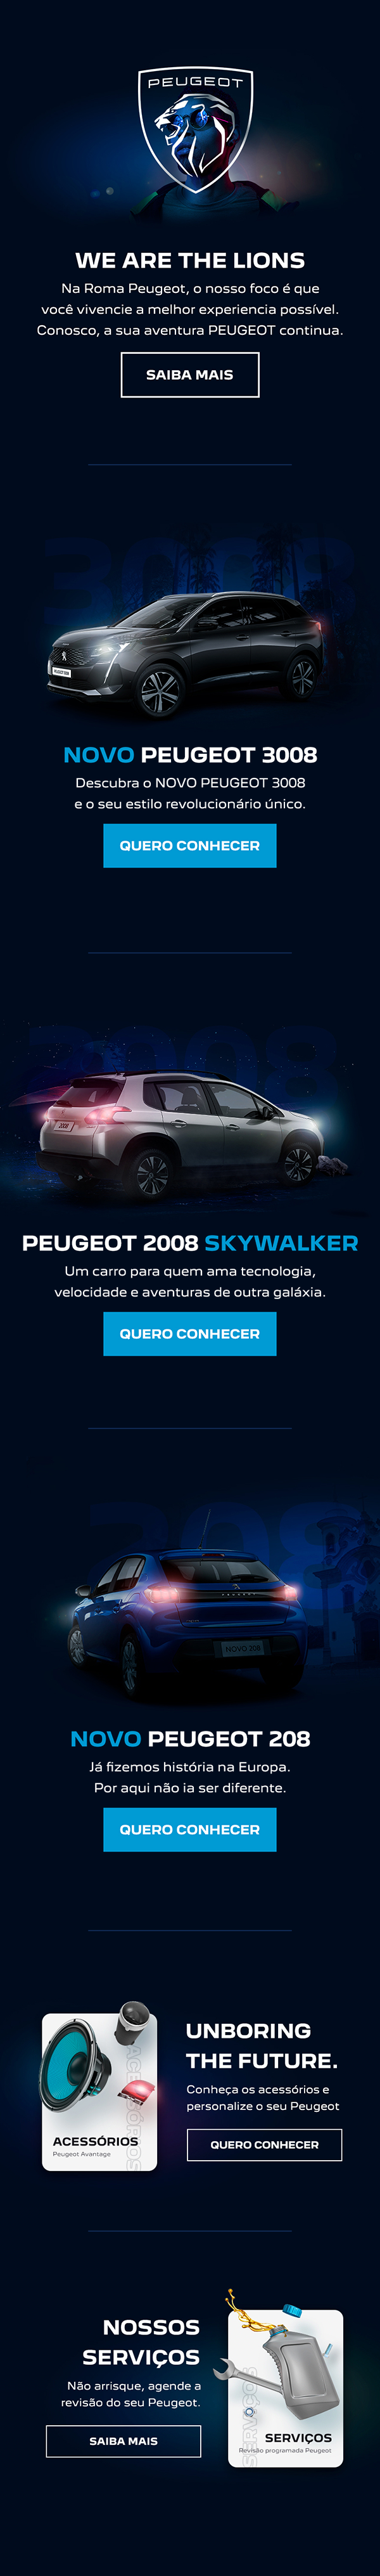 PEUGEOT
WE ARE THE LIONS
Na Roma Peugeot, o nosso foco é que
você vivencie a melhor experiencia possível.
Conosco, a sua aventura PEUGEOT continua.
SAIBA MAIS
3008
NOVO PEUGEOT 3008
Descubra o NOVO PEUGEOT 3008
e o seu estilo revolucionário único.
QUERO CONHECER
2008
2008
PEUGEOT 2008 SKYWALKER
Um carro para quem ama tecnologia,
velocidade e aventuras de outra galáxia.
QUERO CONHECER
208
PEUGEOT
NOVO 208
NOVO PEUGEOT 208
Já fizemos história na Europa.
Por aqui não ia ser diferente.
QUERO CONHECER
UNBORING
THE FUTURE.
Conheça os acessórios e
personalize o seu Peugeot
QUERO CONHECER
ACESSÓRIOS
ACESSÓRIOS
Peugeot Avantage
NOSSOS
SERVIÇOS
Não arrisque, agende a
revisão do seu Peugeot.
SAIBA MAIS
SERVIÇOS
SERVIÇOS
Revisão programada Peugeot